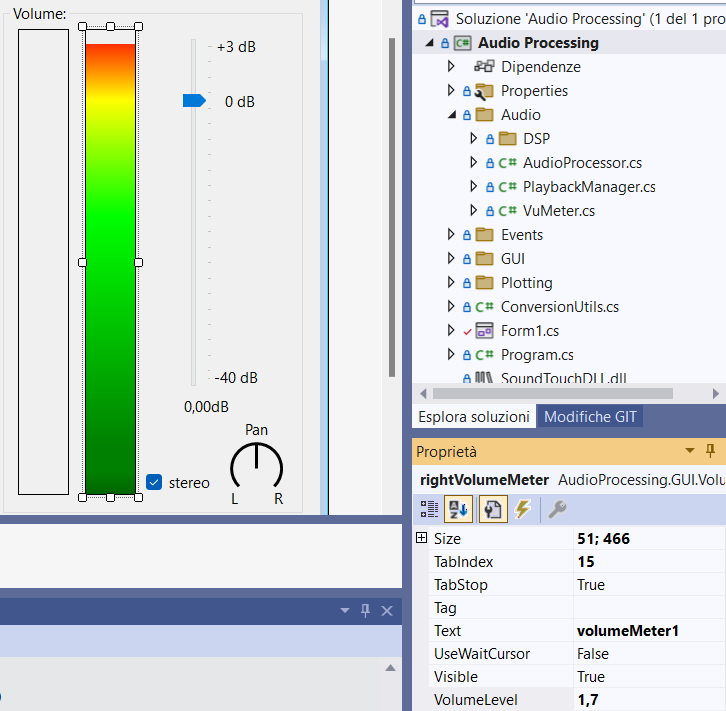 Volume:
+3 dB
0 dB
-40 dB
0,00dB
Pan
stereo
L
R
Soluzione 'Audio Processing' (1 del 1 pro
C# Audio Processing
Dipendenze
Properties
Audio
DSP
C# AudioProcessor.cs
C# PlaybackManager.cs
C# VuMeter.cs
Events
GUI
Plotting
C# ConversionUtils.cs
Form1.cs
C# Program.cs
SoundTouchDLL.dll
Esplora soluzioni Modifiche GIT
Proprietà
rightVolumeMeter AudioProcessing.GUI.Volu
Size 51; 466
TabIndex 15
TabStop True
Tag
Text volumeMeter1
UseWaitCursor False
Visible True
VolumeLevel 1,7